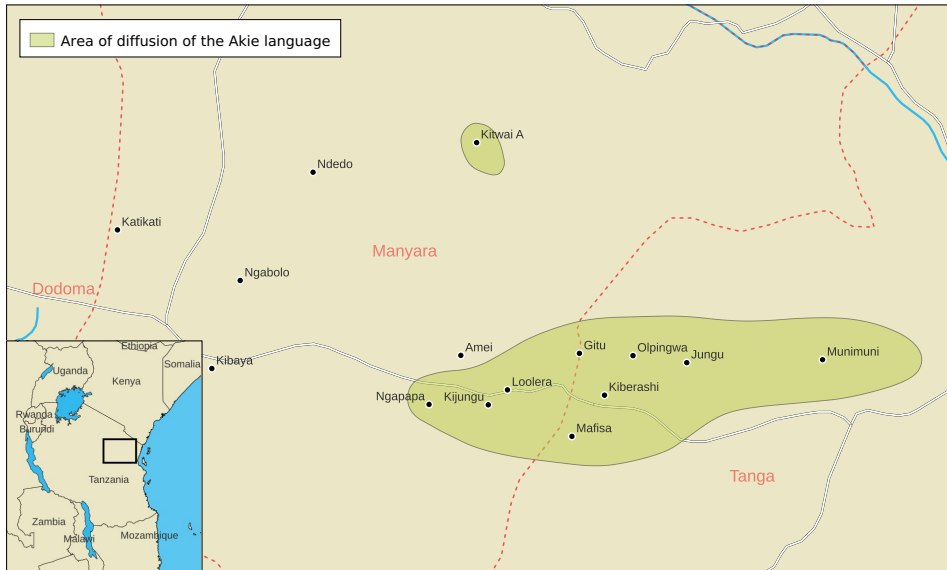 Area of diffusion of the Akie language
Kitwai A
Ndedo
Katikati
Manyara
Ngabolo
Dodoma
Amei
Gitu
Olpingwa
Jungu
Munimuni
Kibaya
Loolera
Kiberashi
Ngapapa
Kijungu
Mafisa
Tanga
Ethiopia
Somalia
Uganda
Kenya
Rwanda
Burundi
Tanzania
Zambia
Malawi
Mozambique